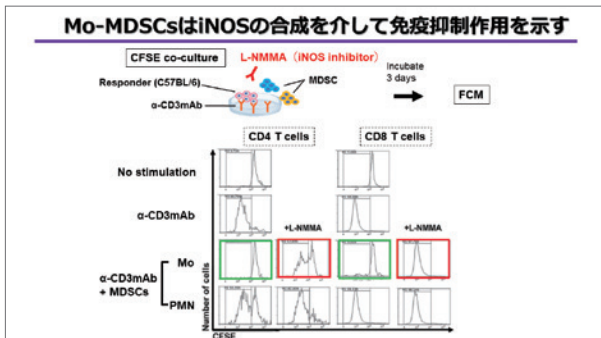 Mo-MDSCsはiNOSの合成を介して免疫抑制作用を示す
CFSE co-culture
L-NMMA（iNOS inhibitor）
Responder (C57BL/6)
α-CD3mAb
MDSC
Incubate
3 days
FCM
CD4 T cells
CD8 T cells
No stimulation
α-CD3mAb
+L-NMMA
+L-NMMA
α-CD3mAb
+ MDSCs
Mo
PMN
Number of cells
CFSE